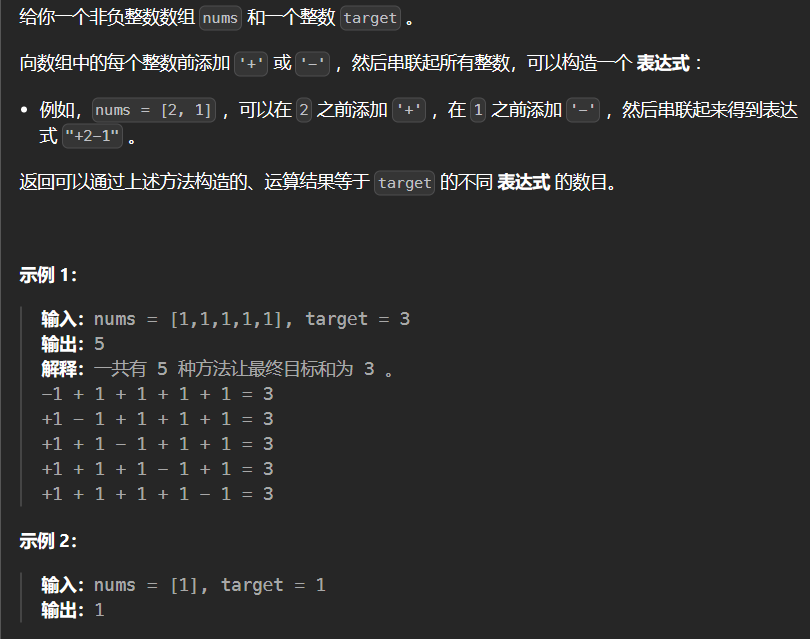 给你一个非负整数数组 nums 和一个整数 target 。
向数组中的每个整数前添加 '+' 或 '-' ，然后串联起所有整数，可以构造一个 表达式 ：
• 例如，nums = [2, 1] ，可以在 2 之前添加 '+' ，在 1 之前添加 '-' ，然后串联起来得到表达
式 "+2-1" 。
返回可以通过上述方法构造的、运算结果等于 target 的不同 表达式 的数目。
示例 1：
输入：nums = [1,1,1,1,1], target = 3
输出：5
解释：一共有 5 种方法让最终目标和为 3 。
-1 + 1 + 1 + 1 + 1 = 3
+1 - 1 + 1 + 1 + 1 = 3
+1 + 1 - 1 + 1 + 1 = 3
+1 + 1 + 1 - 1 + 1 = 3
+1 + 1 + 1 + 1 - 1 = 3
示例 2：
输入：nums = [1], target = 1
输出：1